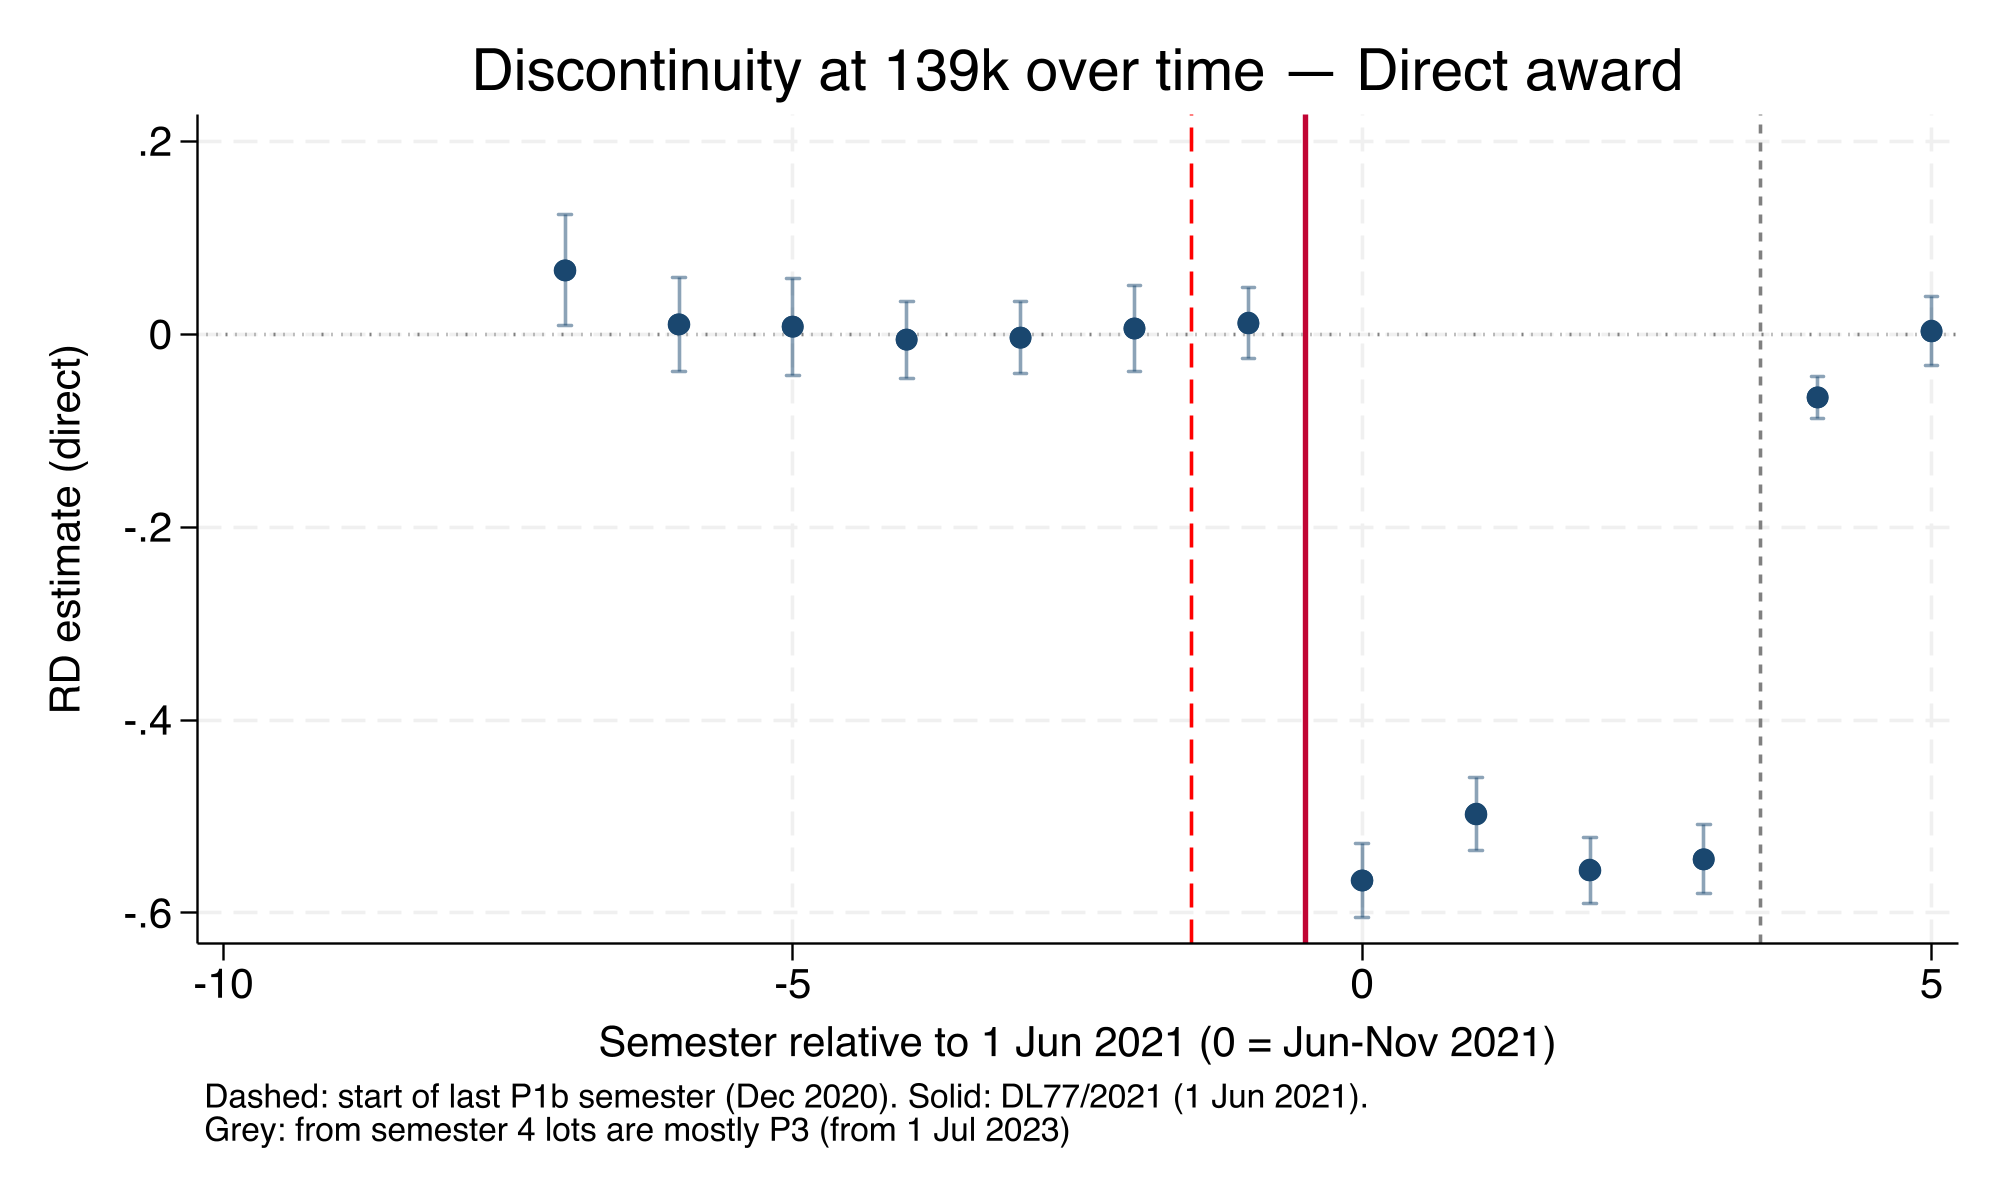 Discontinuity at 139k over time — Direct award
RD estimate (direct)
.2
0
-.2
-.4
-.6
-10
-5
0
5
Semester relative to 1 Jun 2021 (0 = Jun-Nov 2021)
Dashed: start of last P1b semester (Dec 2020). Solid: DL77/2021 (1 Jun 2021).
Grey: from semester 4 lots are mostly P3 (from 1 Jul 2023)